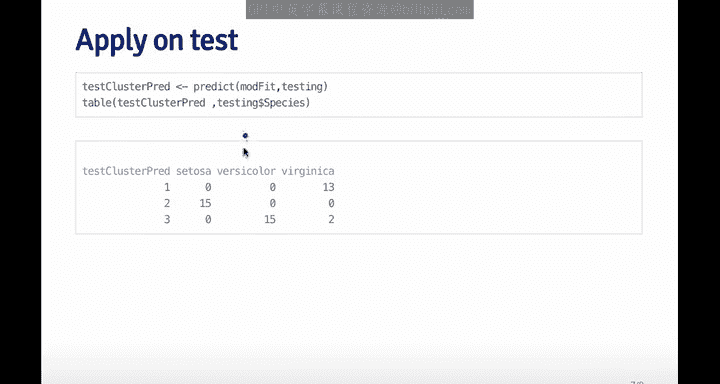 Apply on test
testClusterPred <- predict(modFit,testing)
table(testClusterPred ,testing$Species)
testClusterPred setosa versicolor virginica
1 0 0 13
2 15 0 0
3 0 15 2